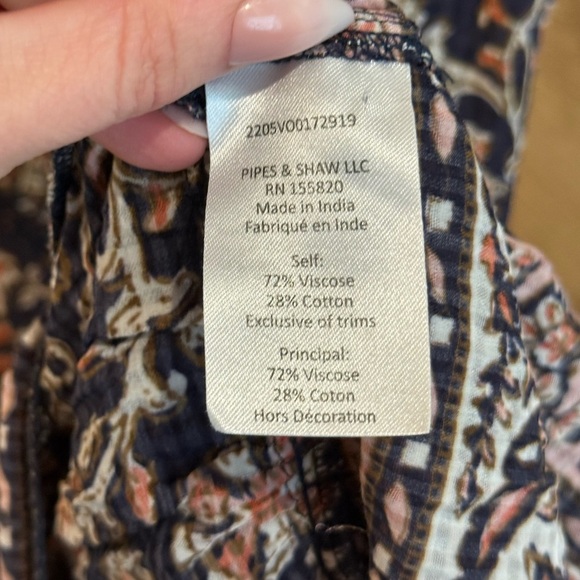 2205VO0172919
PIPES & SHAW LLC
RN 155820
Made in India
Fabriqué en Inde
Self:
72% Viscose
28% Cotton
Exclusive of trims
Principal:
72% Viscose
28% Coton
Hors Décoration